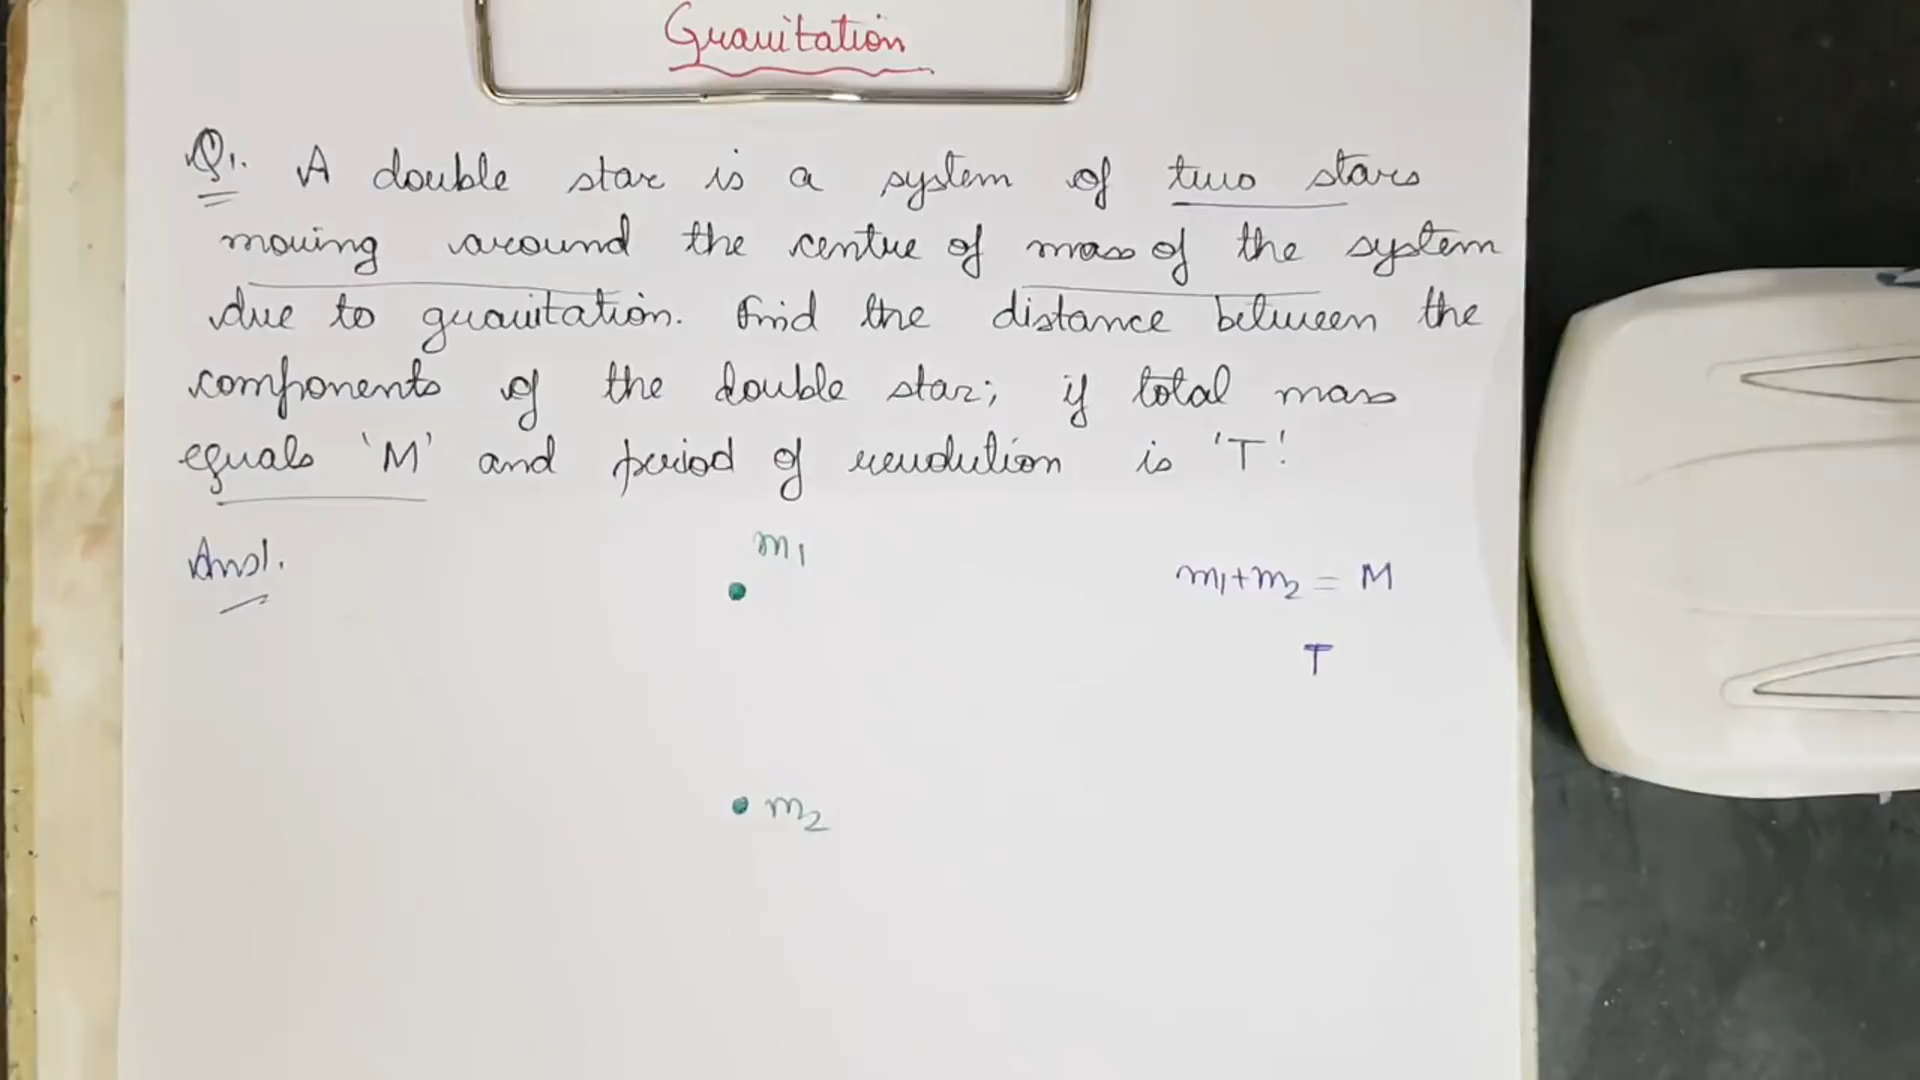 Gravitation
Q1. A double star is a system of two stars
moving around the centre of mass of the system
due to gravitation. Find the distance between the
components of the double star; if total mass
equals 'M' and period of revolution is 'T'.
Ans1.
m1
m1+m2 = M
T
m2